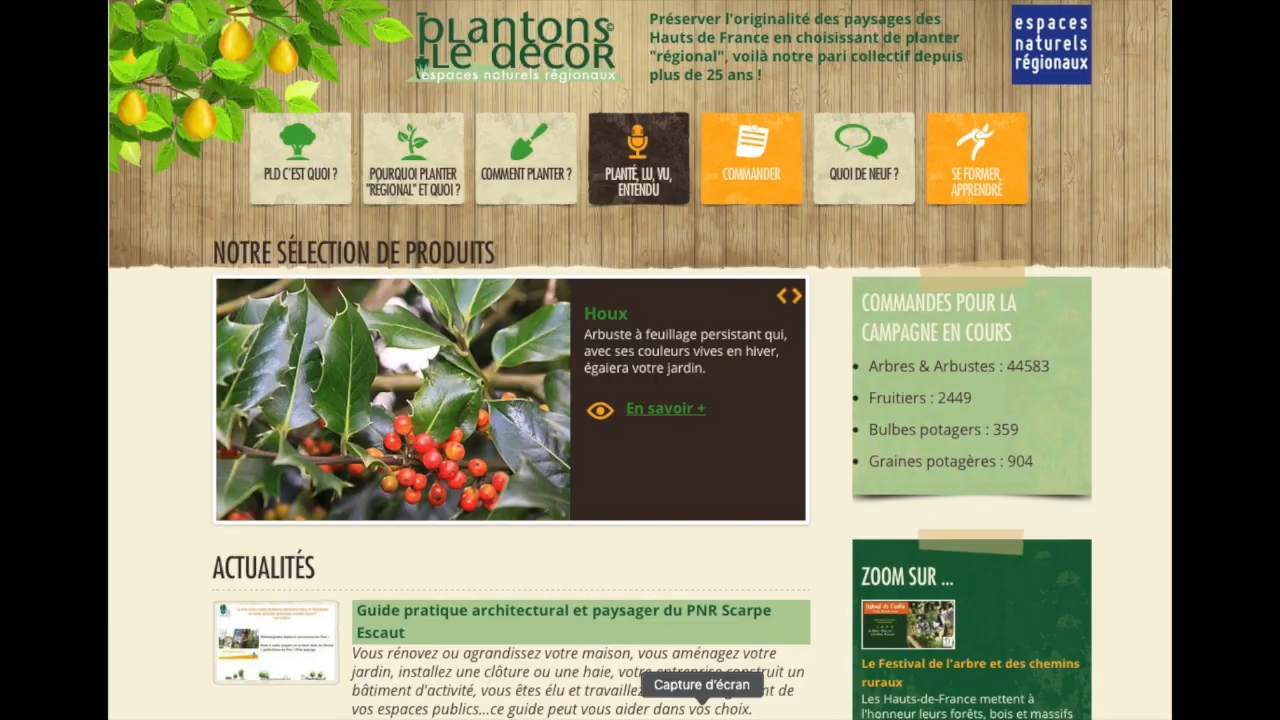 plantons
LE décor
espaces naturels régionaux
Préserver l'originalité des paysages des
Hauts de France en choisissant de planter
"régional", voilà notre pari collectif depuis
plus de 25 ans !
espaces
naturels
régionaux
PLD C'EST QUOI ?
POURQUOI PLANTER
"RÉGIONAL" ET QUOI ?
COMMENT PLANTER ?
PLANTÉ, LU, VU,
ENTENDU
COMMANDER
QUOI DE NEUF ?
SE FORMER,
APPRENDRE
NOTRE SÉLECTION DE PRODUITS
Houx
Arbuste à feuillage persistant qui,
avec ses couleurs vives en hiver,
égaiera votre jardin.
En savoir +
COMMANDES POUR LA
CAMPAGNE EN COURS
Arbres & Arbustes : 44583
Fruitiers : 2449
Bulbes potagers : 359
Graines potagères : 904
ACTUALITÉS
Guide pratique architectural et paysager du PNR Scarpe
Escaut
Vous rénovez ou agrandissez votre maison, vous aménagez votre
jardin, installez une clôture ou une haie, votre entreprise construit un
bâtiment d'activité, vous êtes élu et travaillez
de
vos espaces publics...ce guide peut vous aider dans vos choix.
Capture d'écran
ZOOM SUR ...
Le Festival de l'arbre et des chemins
ruraux
Les Hauts-de-France mettent à
l'honneur leurs forêts, bois et massifs